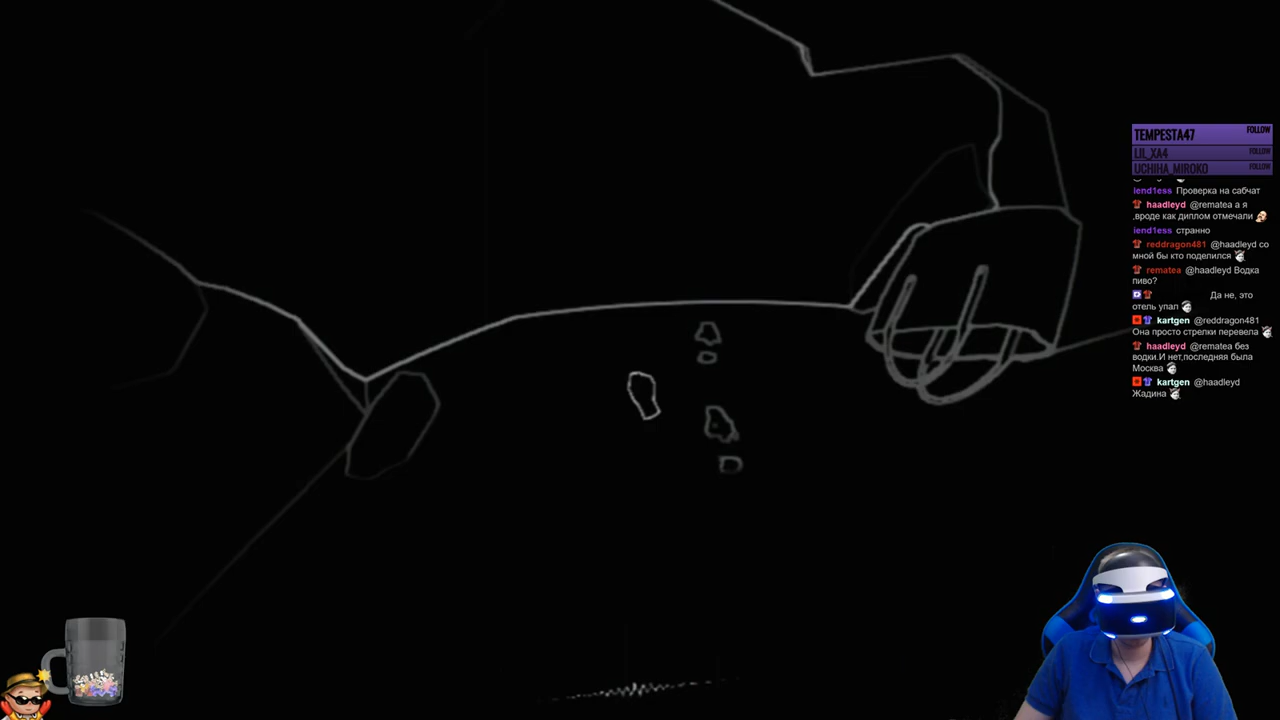 TEMPESTA47 FOLLOW
LIL_XA4 FOLLOW
UCHIHA_MIROKO FOLLOW
iend1ess Проверка на сабчат
haadleyd @rematea а я
,вроде как диплом отмечали
iend1ess странно
reddragon481 @haadleyd со
мной бы кто поделился
rematea @haadleyd Водка
пиво?
Да не, это
отель упал
kartgen @reddragon481
Она просто стрелки перевела
haadleyd @rematea без
водки.И нет,последняя была
Москва
kartgen @haadleyd
Жадина